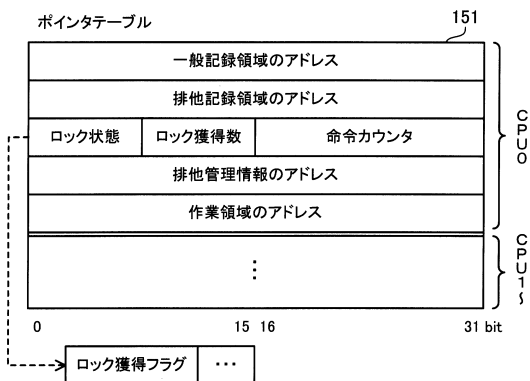 ポインタテーブル
151
一般記録領域のアドレス
排他記録領域のアドレス
ロック状態 ロック獲得数 命令カウンタ
排他管理情報のアドレス
作業領域のアドレス
CPU0
⋮
CPU1~
0 15 16 31 bit
ロック獲得フラグ ⋯